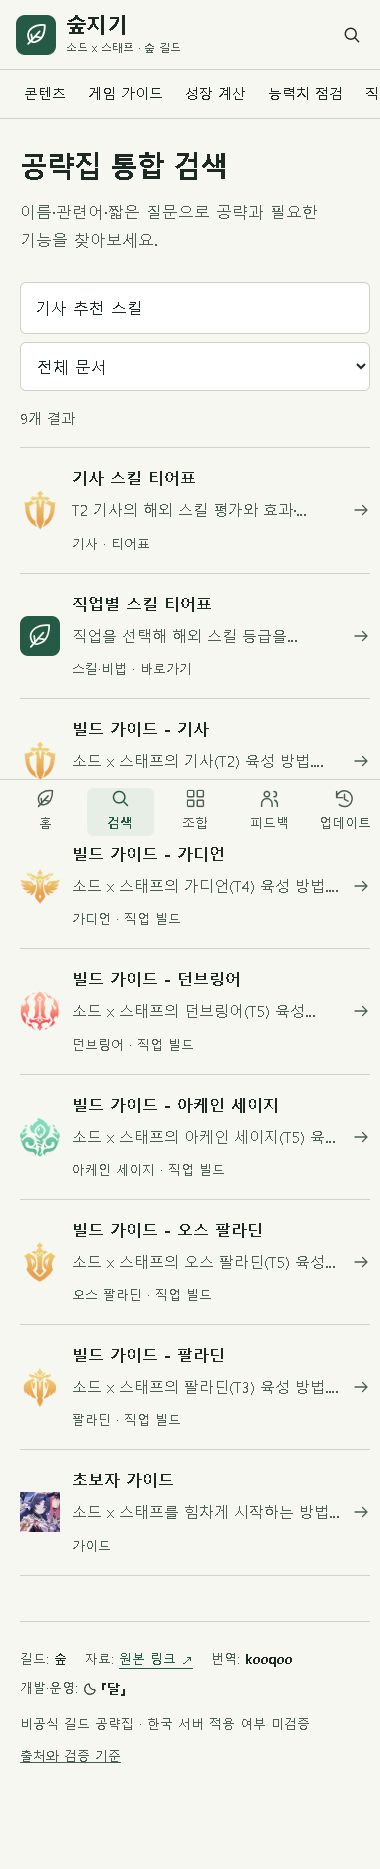 숲지기
소드 x 스태프 · 숲 길드
콘텐츠 게임 가이드 성장 계산 능력치 점검 직
공략집 통합 검색
이름·관련어·짧은 질문으로 공략과 필요한
기능을 찾아보세요.
기사 추천 스킬
전체 문서
9개 결과
기사 스킬 티어표
T2 기사의 해외 스킬 평가와 효과·...
기사 · 티어표
직업별 스킬 티어표
직업을 선택해 해외 스킬 등급을...
스킬·비법 · 바로가기
빌드 가이드 - 기사
소드 x 스태프의 기사(T2) 육성 방법....
홈 검색 조합 피드백 업데이트
빌드 가이드 - 가디언
소드 x 스태프의 가디언(T4) 육성 방법....
가디언 · 직업 빌드
빌드 가이드 - 던브링어
소드 x 스태프의 던브링어(T5) 육성...
던브링어 · 직업 빌드
빌드 가이드 - 아케인 세이지
소드 x 스태프의 아케인 세이지(T5) 육...
아케인 세이지 · 직업 빌드
빌드 가이드 - 오스 팔라딘
소드 x 스태프의 오스 팔라딘(T5) 육성...
오스 팔라딘 · 직업 빌드
빌드 가이드 - 팔라딘
소드 x 스태프의 팔라딘(T3) 육성 방법....
팔라딘 · 직업 빌드
초보자 가이드
소드 x 스태프를 힘차게 시작하는 방법...
가이드
길드: 숲 자료: 원본 링크 ↗ 번역: kooqoo
개발·운영: 『달』
비공식 길드 공략집 · 한국 서버 적용 여부 미검증
출처와 검증 기준